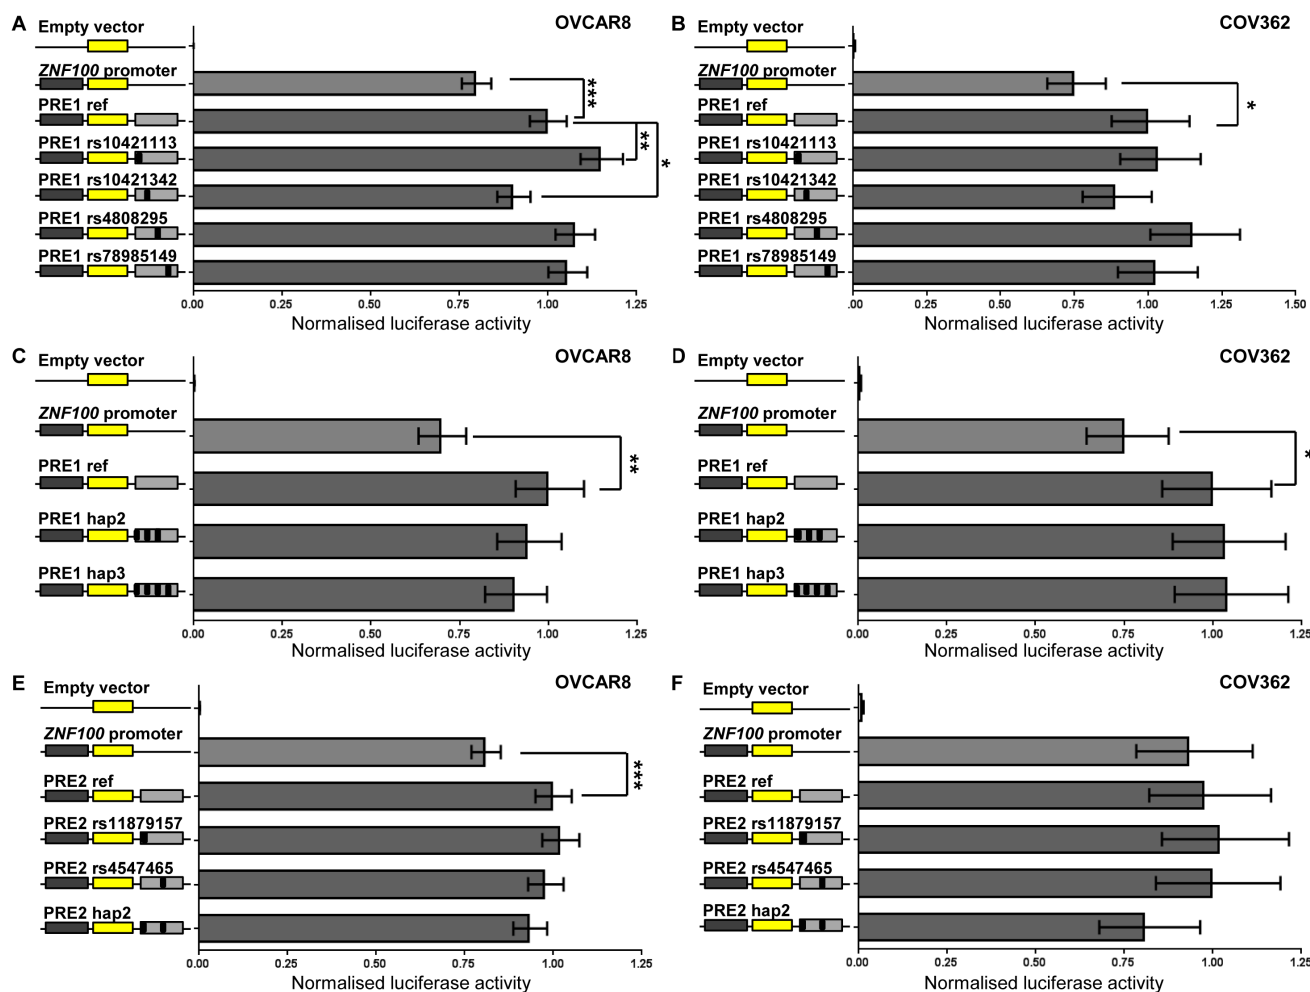 A
OVCAR8
Empty vector
ZNF100 promoter
PRE1 ref
PRE1 rs10421113
PRE1 rs10421342
PRE1 rs4808295
PRE1 rs78985149
***
**
*
0.00 0.25 0.50 0.75 1.00 1.25
Normalised luciferase activity
B
COV362
Empty vector
ZNF100 promoter
PRE1 ref
PRE1 rs10421113
PRE1 rs10421342
PRE1 rs4808295
PRE1 rs78985149
*
.00 0.25 0.50 0.75 1.00 1.25 1.50
Normalised luciferase activity
C
OVCAR8
Empty vector
ZNF100 promoter
PRE1 ref
PRE1 hap2
PRE1 hap3
**
0.00 0.25 0.50 0.75 1.00 1.25
Normalised luciferase activity
D
COV362
Empty vector
ZNF100 promoter
PRE1 ref
PRE1 hap2
PRE1 hap3
*
0.00 0.25 0.50 0.75 1.00 1.25
Normalised luciferase activity
E
OVCAR8
Empty vector
ZNF100 promoter
PRE2 ref
PRE2 rs11879157
PRE2 rs4547465
PRE2 hap2
***
0.00 0.25 0.50 0.75 1.00 1.25
Normalised luciferase activity
F
COV362
Empty vector
ZNF100 promoter
PRE2 ref
PRE2 rs11879157
PRE2 rs4547465
PRE2 hap2
0.00 0.25 0.50 0.75 1.00 1.25
Normalised luciferase activity